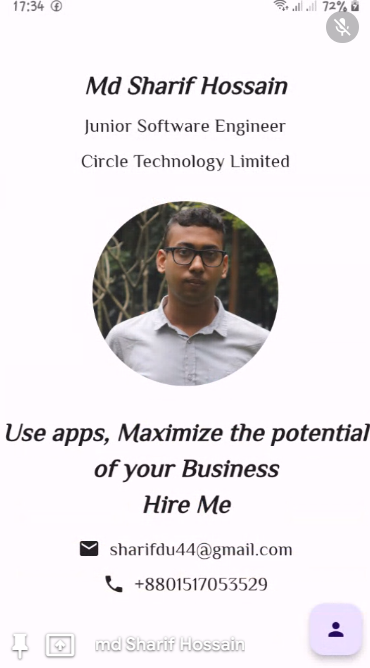 17:34
72%
Md Sharif Hossain
Junior Software Engineer
Circle Technology Limited
Use apps, Maximize the potential
of your Business
Hire Me
sharifdu44@gmail.com
+8801517053529
md Sharif Hossain